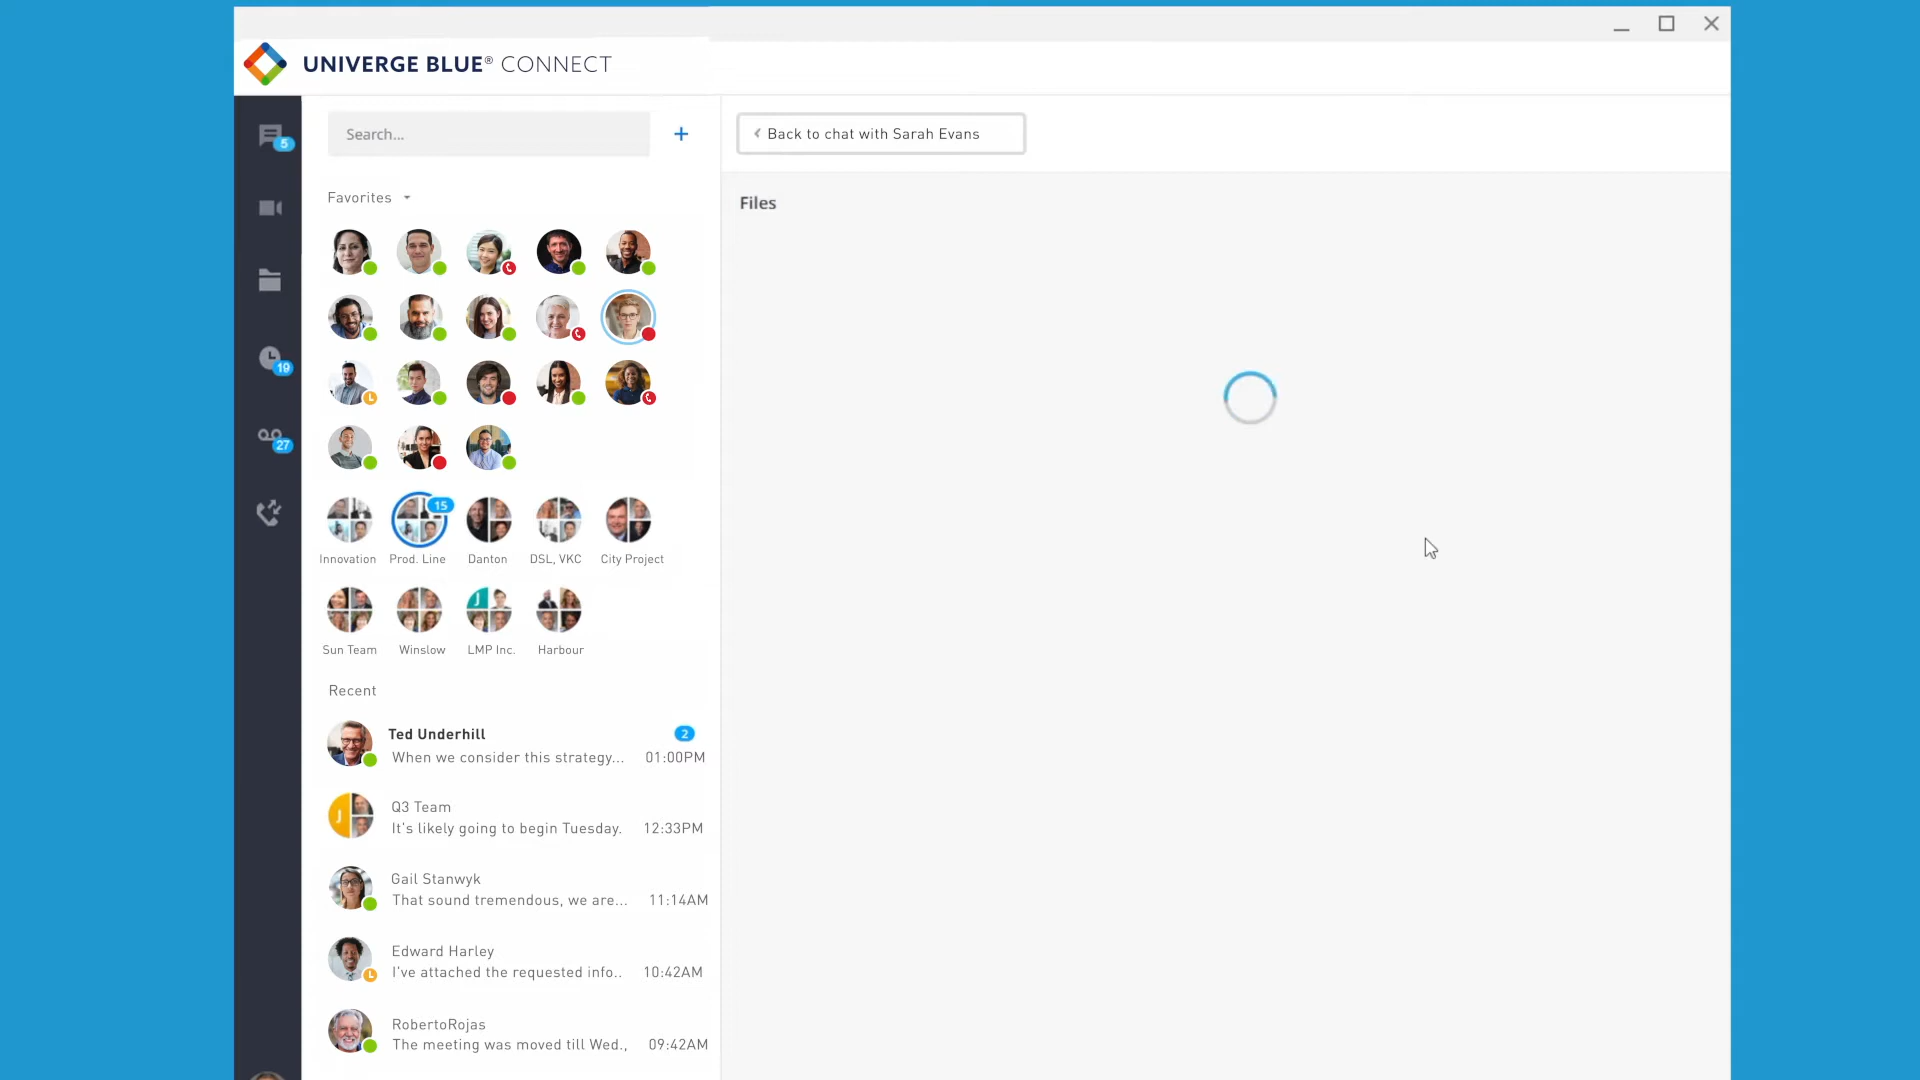 UNIVERGE BLUE® CONNECT
5
19
27
Search...
+
Favorites
15
Innovation Prod. Line Danton DSL, VKC City Project
J
Sun Team Winslow LMP Inc. Harbour
Recent
Ted Underhill 2
When we consider this strategy... 01:00PM
J
Q3 Team
It's likely going to begin Tuesday. 12:33PM
Gail Stanwyk
That sound tremendous, we are... 11:14AM
Edward Harley
I've attached the requested info.. 10:42AM
RobertoRojas
The meeting was moved till Wed., 09:42AM
Back to chat with Sarah Evans
Files